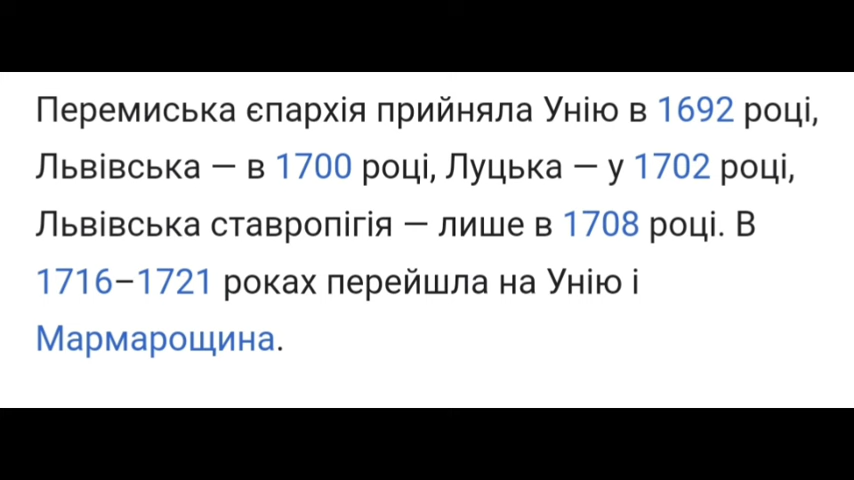 Перемиська єпархія прийняла Унію в 1692 році,
Львівська — в 1700 році, Луцька — у 1702 році,
Львівська ставропігія — лише в 1708 році. В
1716–1721 роках перейшла на Унію і
Мармарощина.